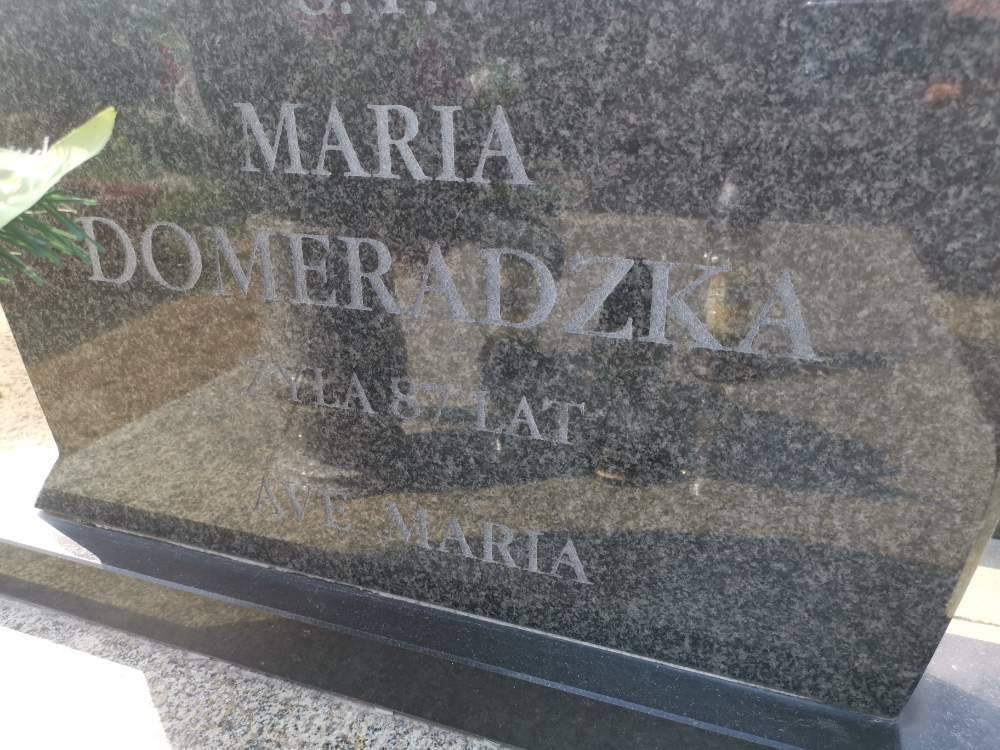 Ś. P.
MARIA
DOMERADZKA
ŻYŁA 87 LAT
AVE MARIA